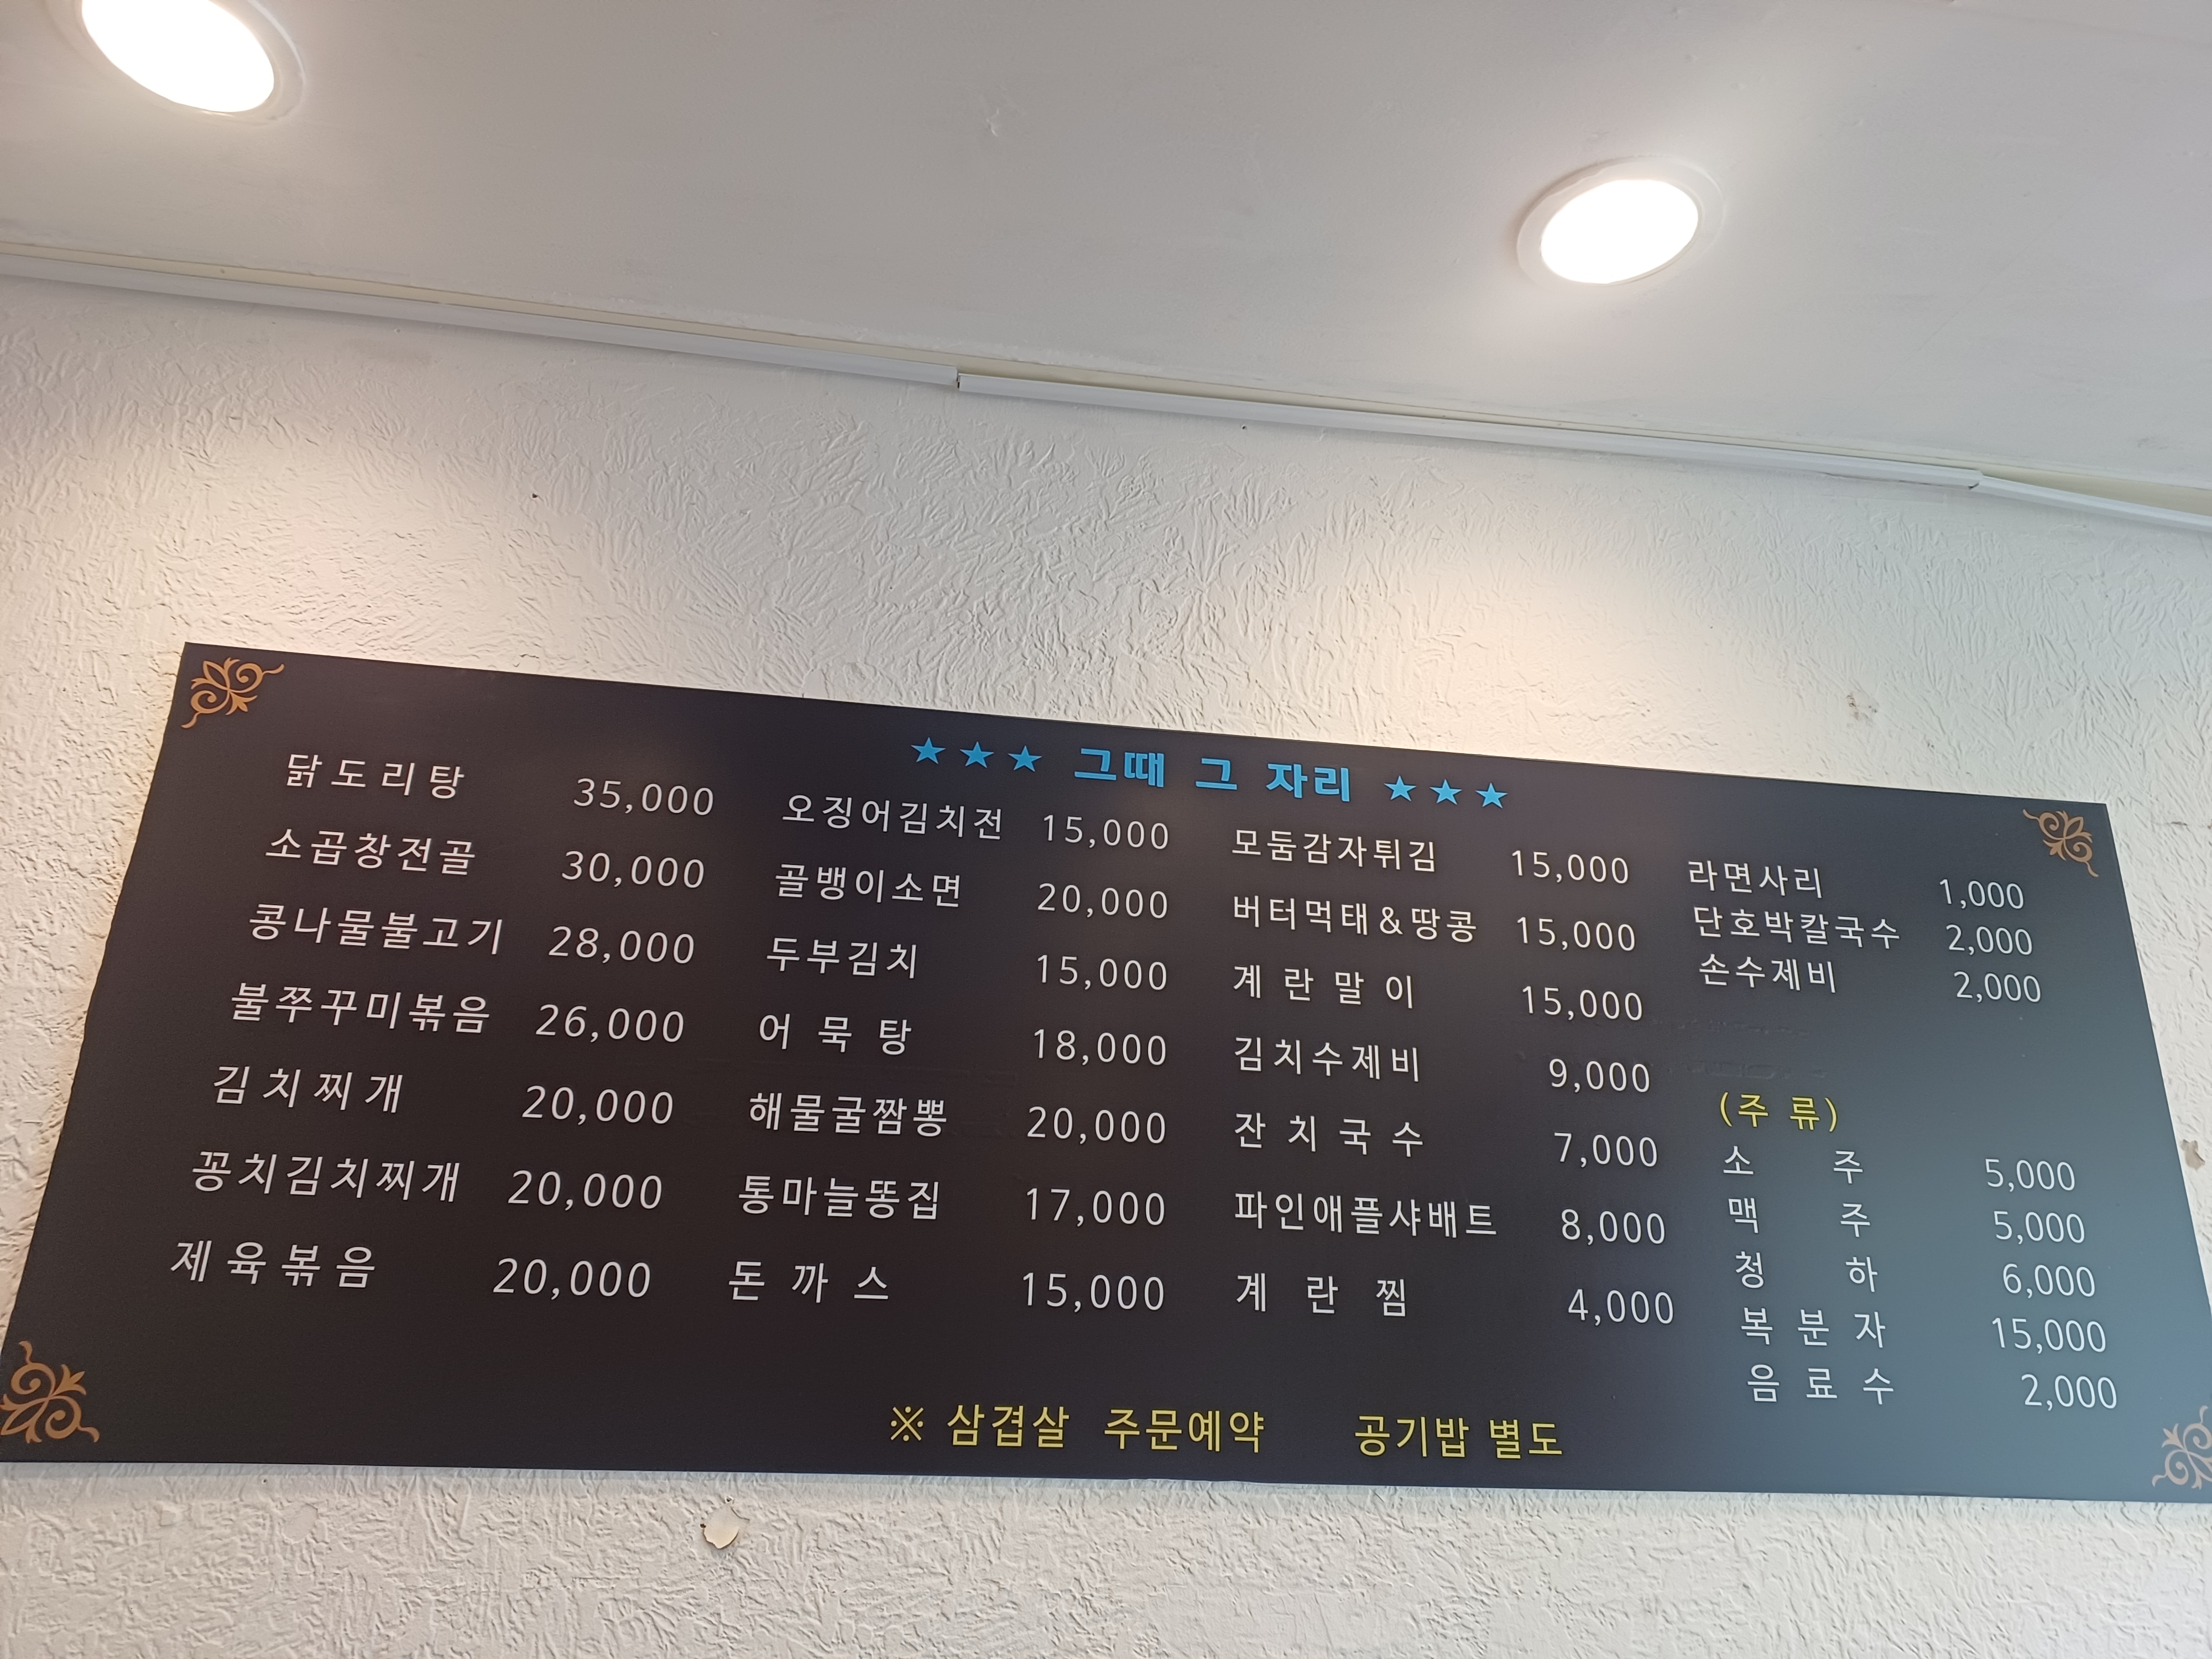 ★★★ 그때 그 자리 ★★★
닭도리탕 35,000
소곱창전골 30,000
콩나물불고기 28,000
불쭈꾸미볶음 26,000
김치찌개 20,000
꽁치김치찌개 20,000
제육볶음 20,000
오징어김치전 15,000
골뱅이소면 20,000
두부김치 15,000
어묵탕 18,000
해물굴짬뽕 20,000
통마늘똥집 17,000
돈까스 15,000
모둠감자튀김 15,000
버터먹태&땅콩 15,000
계란말이 15,000
김치수제비 9,000
잔치국수 7,000
파인애플샤배트 8,000
계란찜 4,000
라면사리 1,000
단호박칼국수 2,000
손수제비 2,000
(주 류)
소주 5,000
맥주 5,000
청하 6,000
복분자 15,000
음료수 2,000
※ 삼겹살 주문예약 공기밥 별도